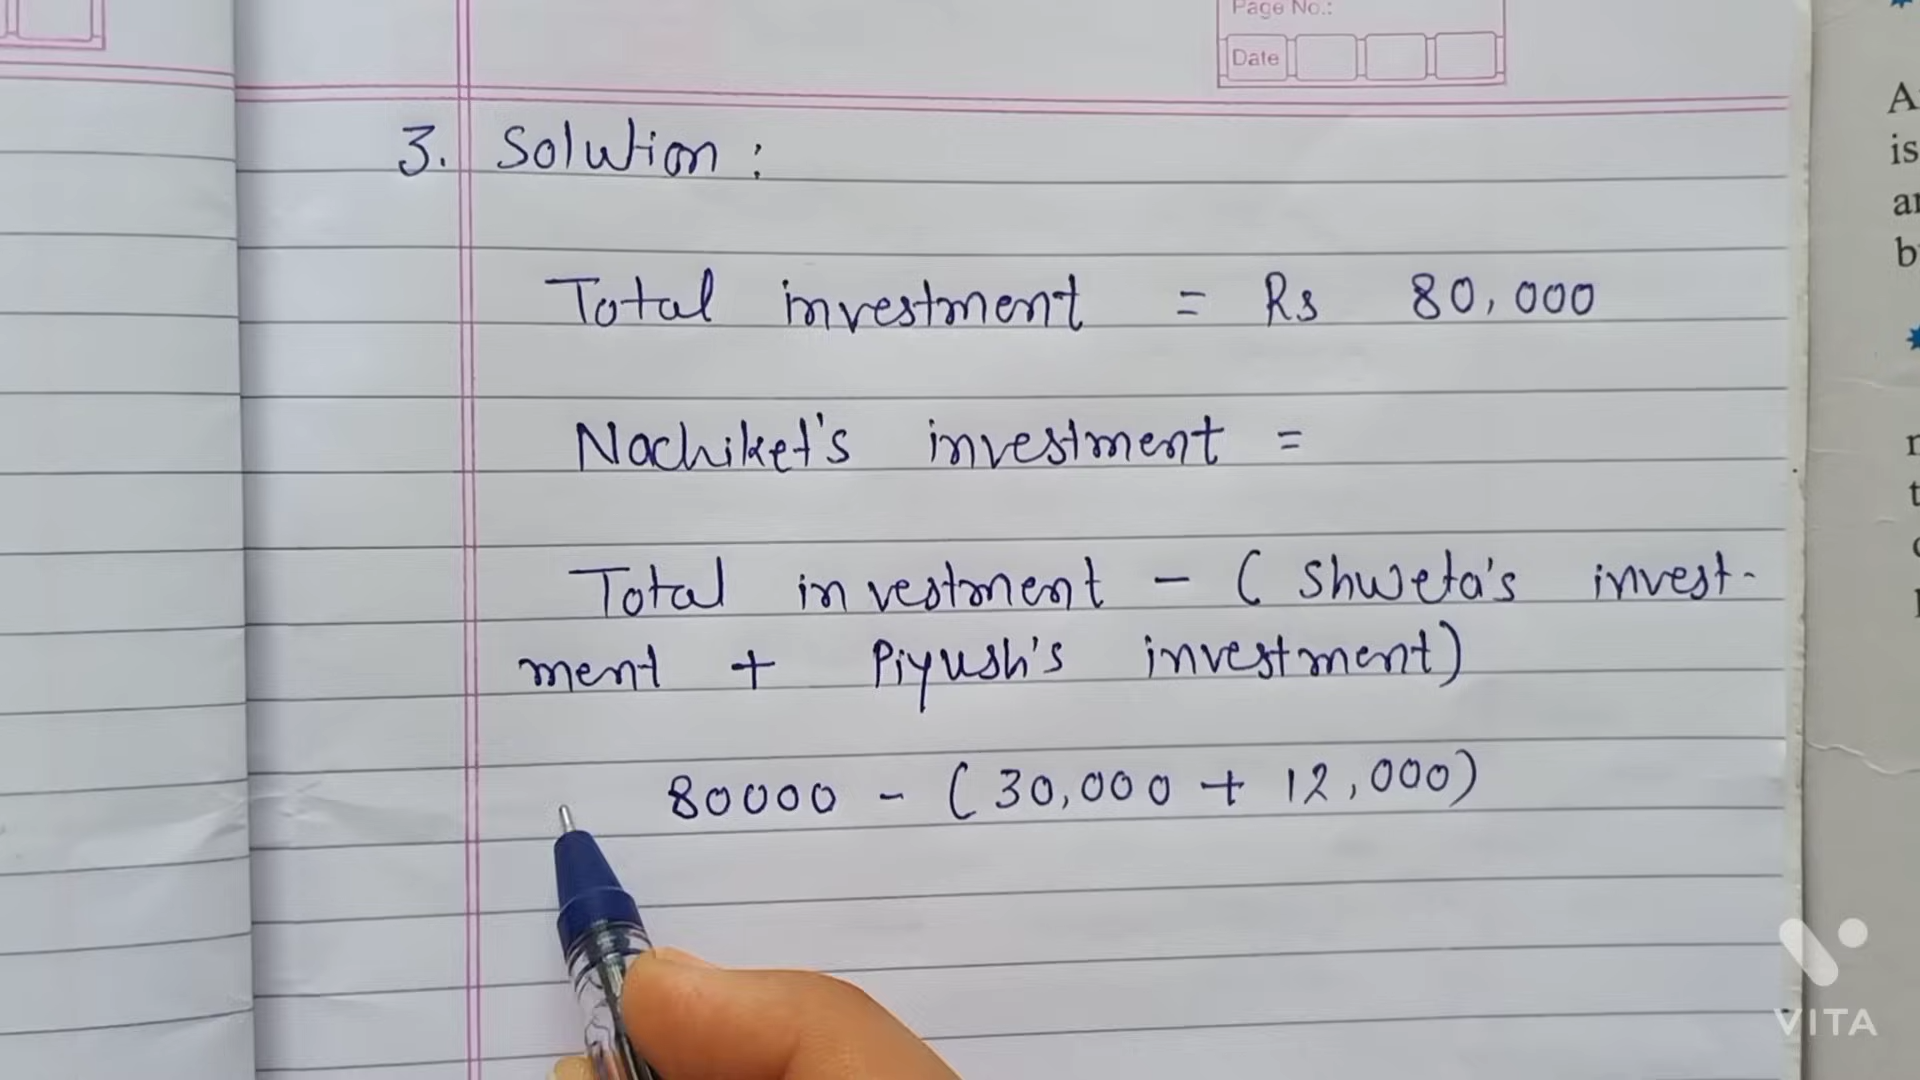 Page No.:
Date
3. Solution :
Total investment = Rs 80,000
Nachiket's investment =
Total investment - ( Shweta's invest-
ment + Piyush's investment)
80000 - (30,000 + 12,000)
is
VITA